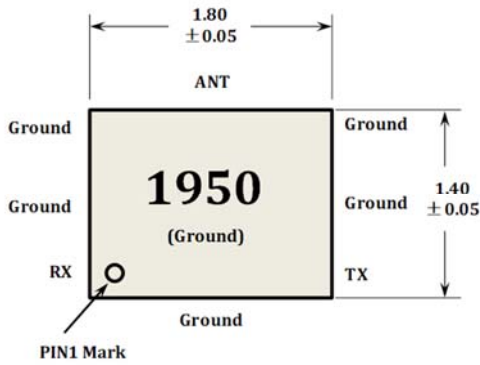 1.80
±0.05
ANT
Ground
Ground
1950
(Ground)
Ground
Ground
1.40
±0.05
RX
TX
Ground
PIN1 Mark